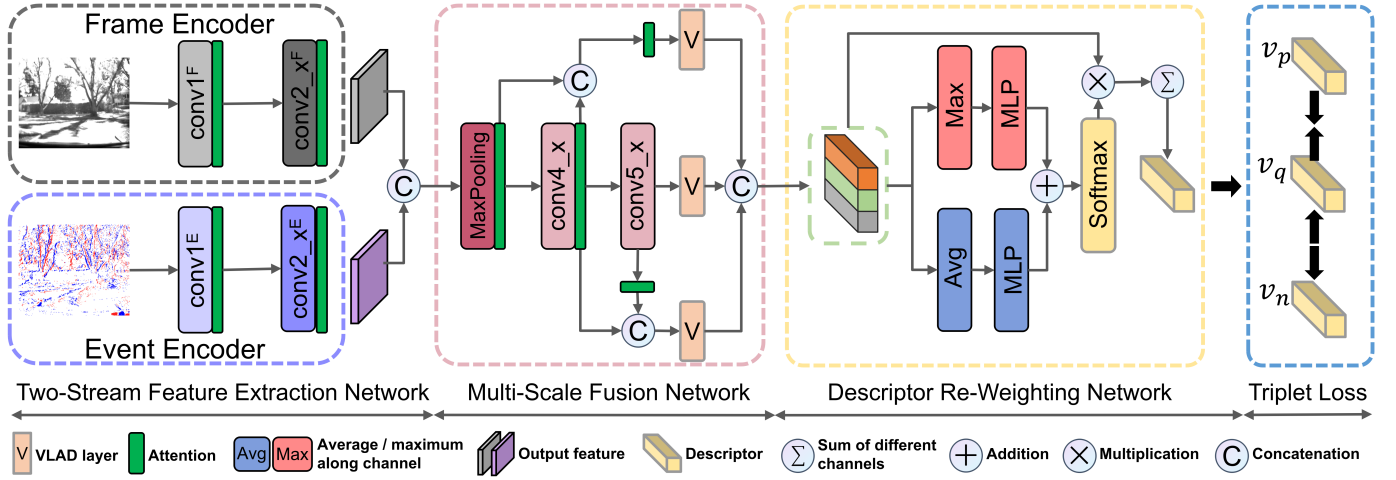 Frame Encoder
conv1F
conv2_xF
Event Encoder
conv1E
conv2_xE
C
MaxPooling
conv4_x
conv5_x
C
V
V
C
C
V
Max
MLP
Avg
MLP
+
Softmax
×
Σ
vp
vq
vn
Two-Stream Feature Extraction Network
Multi-Scale Fusion Network
Descriptor Re-Weighting Network
Triplet Loss
V VLAD layer
Attention
Avg Max Average / maximum
along channel
Output feature
Descriptor
Σ Sum of different
channels
+ Addition
× Multiplication
C Concatenation